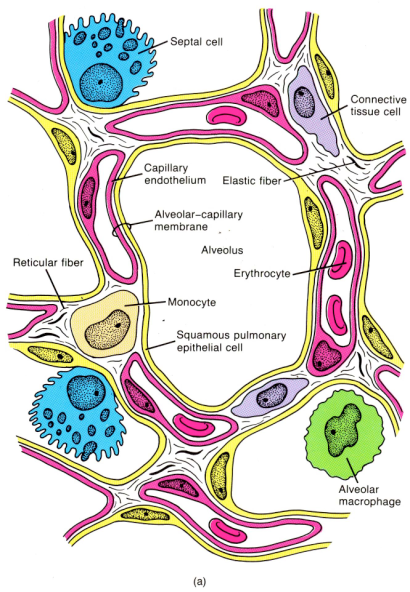 Septal cell
Connective
tissue cell
Capillary
endothelium
Elastic fiber
Alveolar–capillary
membrane
Alveolus
Reticular fiber
Erythrocyte
Monocyte
Squamous pulmonary
epithelial cell
Alveolar
macrophage
(a)